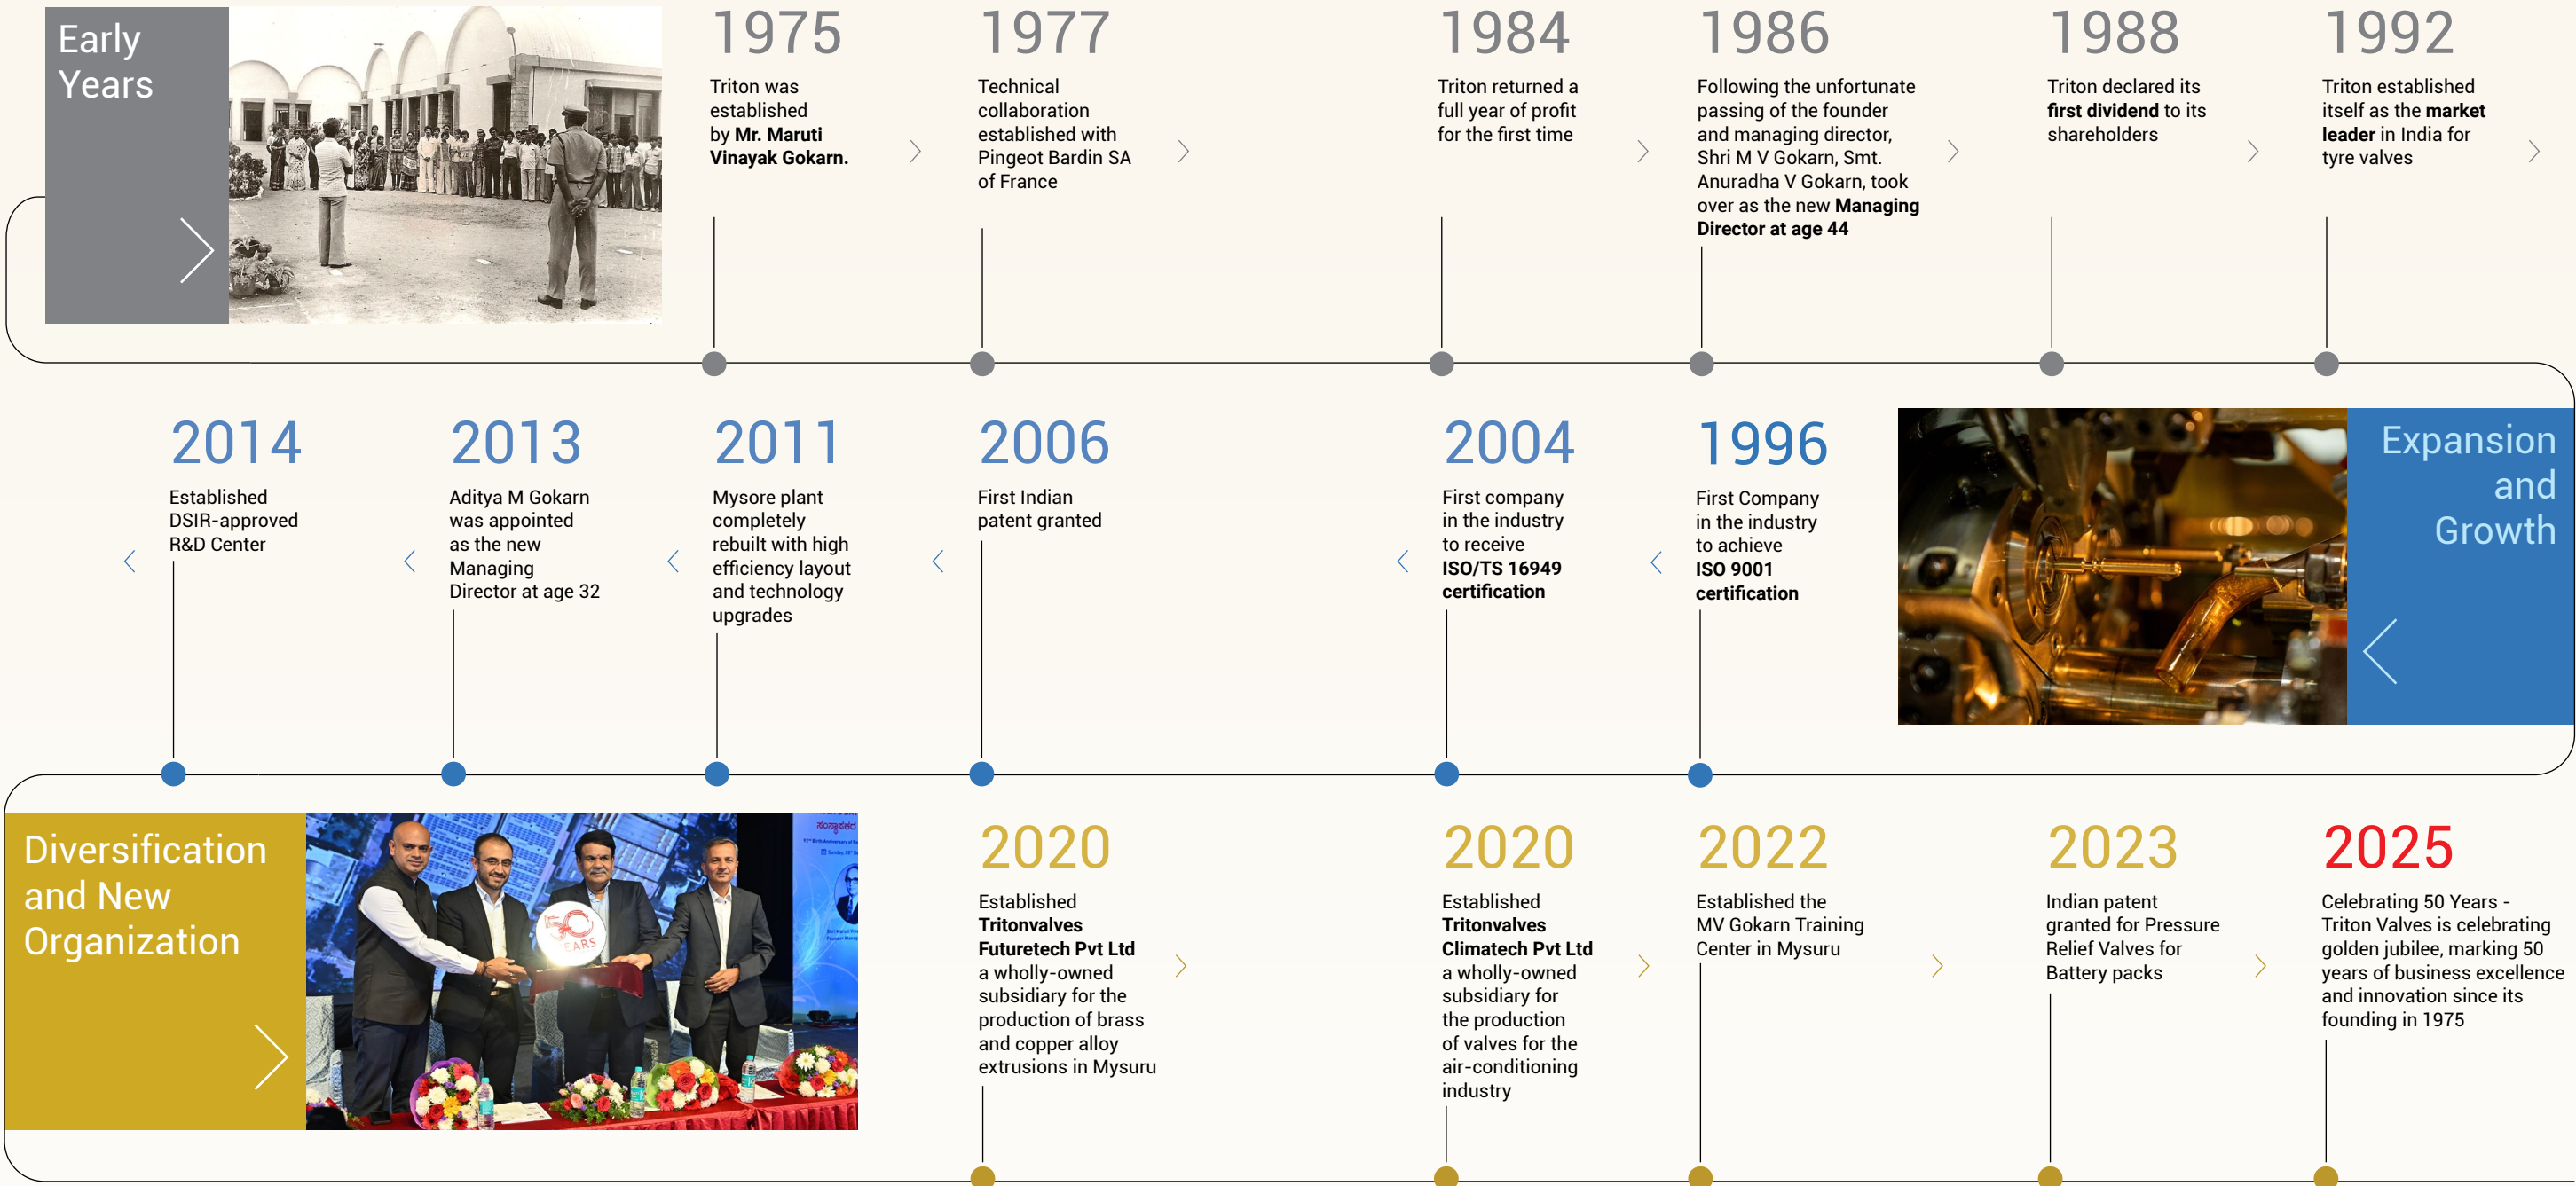 Early
Years
1975
Triton was
established
by Mr. Maruti
Vinayak Gokarn.
1977
Technical
collaboration
established with
Pingeot Bardin SA
of France
1984
Triton returned a
full year of profit
for the first time
1986
Following the unfortunate
passing of the founder
and managing director,
Shri M V Gokarn, Smt.
Anuradha V Gokarn, took
over as the new Managing
Director at age 44
1988
Triton declared its
first dividend to its
shareholders
1992
Triton established
itself as the market
leader in India for
tyre valves
Expansion
and
Growth
1996
First Company
in the industry
to achieve
ISO 9001
certification
2004
First company
in the industry
to receive
ISO/TS 16949
certification
2006
First Indian
patent granted
2011
Mysore plant
completely
rebuilt with high
efficiency layout
and technology
upgrades
2013
Aditya M Gokarn
was appointed
as the new
Managing
Director at age 32
2014
Established
DSIR-approved
R&D Center
Diversification
and New
Organization
50
YEARS
2020
Established
Tritonvalves
Futuretech Pvt Ltd
a wholly-owned
subsidiary for the
production of brass
and copper alloy
extrusions in Mysuru
2020
Established
Tritonvalves
Climatech Pvt Ltd
a wholly-owned
subsidiary for
the production
of valves for the
air-conditioning
industry
2022
Established the
MV Gokarn Training
Center in Mysuru
2023
Indian patent
granted for Pressure
Relief Valves for
Battery packs
2025
Celebrating 50 Years -
Triton Valves is celebrating
golden jubilee, marking 50
years of business excellence
and innovation since its
founding in 1975